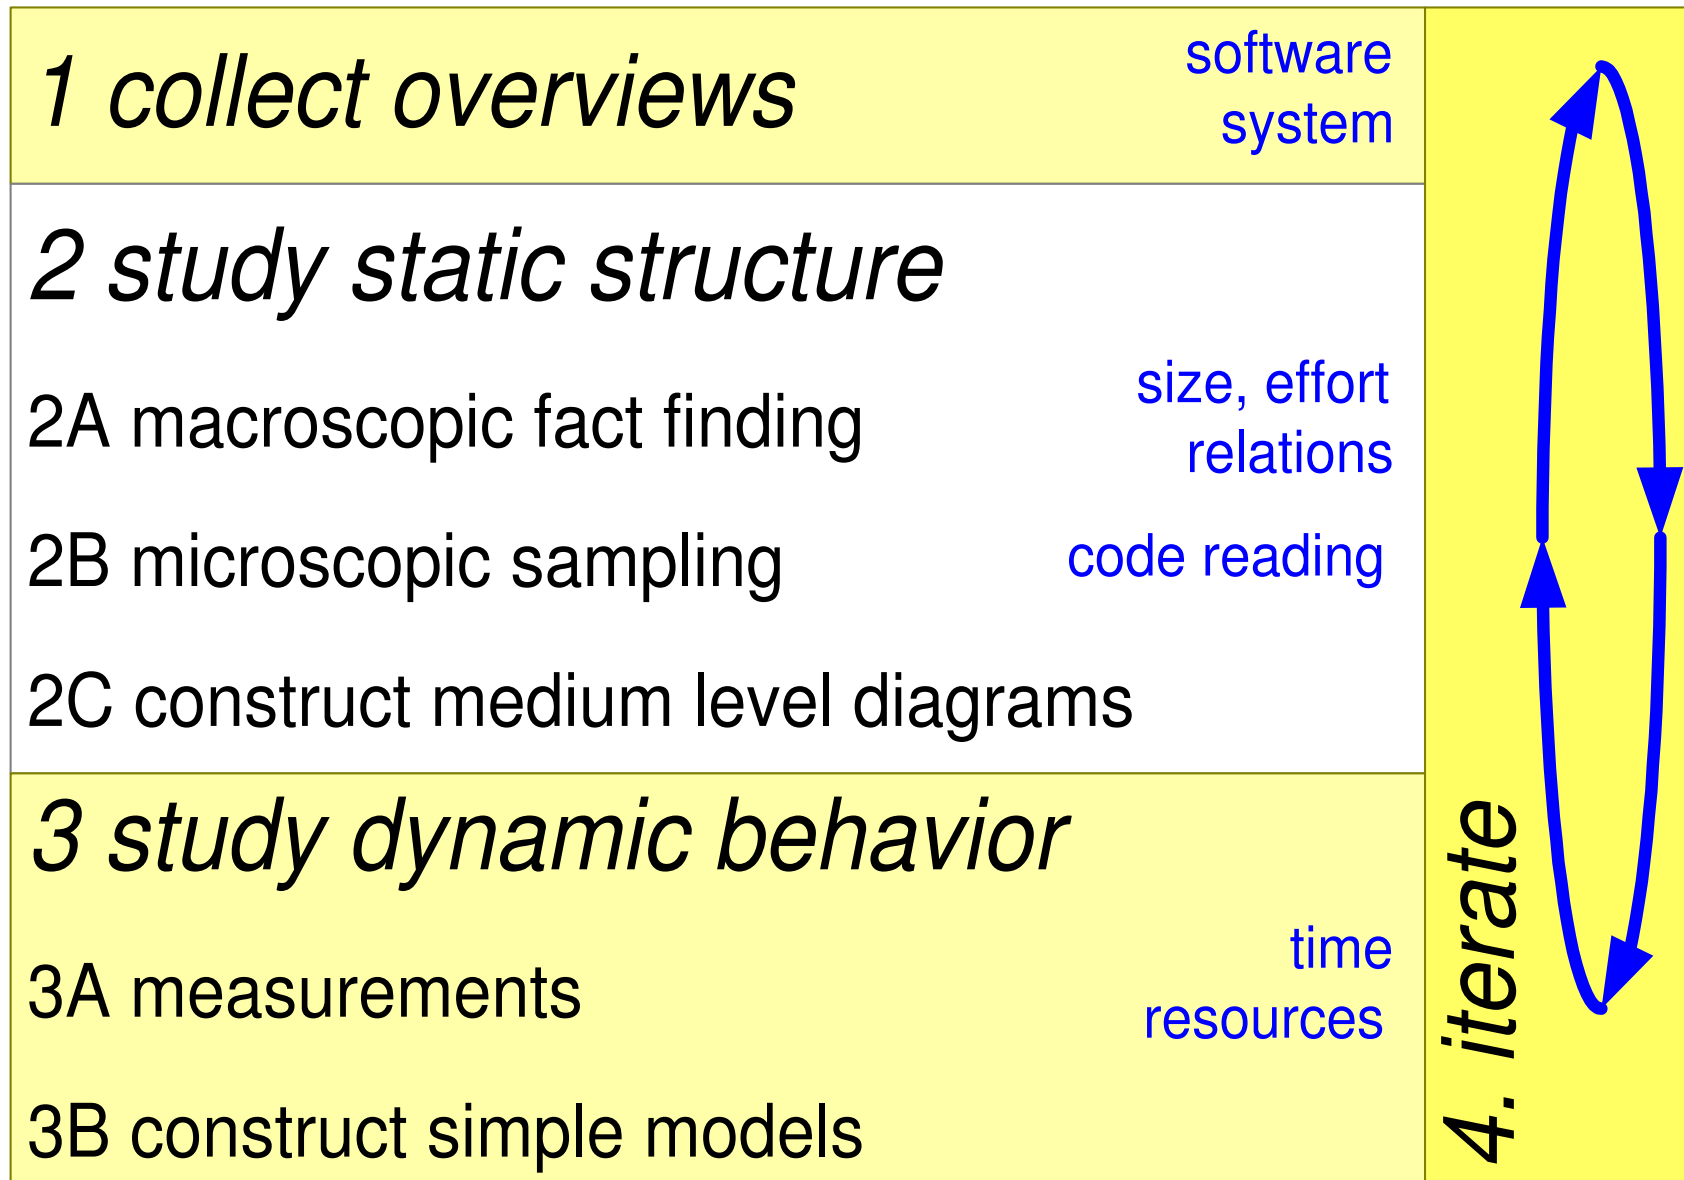 1 collect overviews
software
system
2 study static structure
2A macroscopic fact finding
size, effort
relations
2B microscopic sampling
code reading
2C construct medium level diagrams
3 study dynamic behavior
3A measurements
time
resources
3B construct simple models
4. iterate